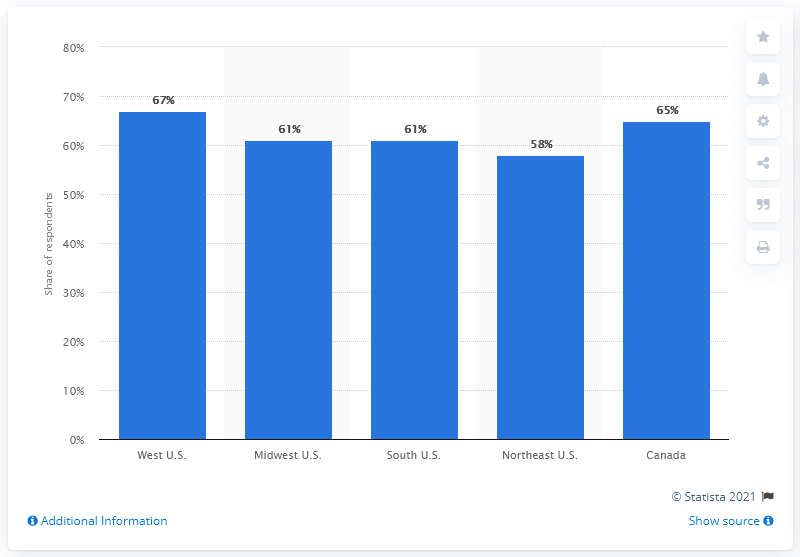 80%
70%
60%
50%
40%
30%
20%
10%
0%
Share of respondents
67%
61%
61%
58%
65%
West U.S.
Midwest U.S.
South U.S.
Northeast U.S.
Canada
© Statista 2021
Additional Information
Show source